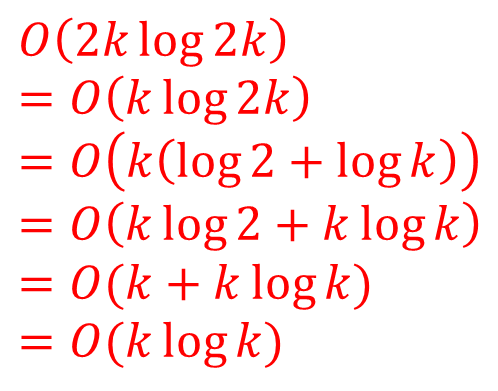 O(2k log 2k)
= O(k log 2k)
= O(k(log 2 + log k))
= O(k log 2 + k log k)
= O(k + k log k)
= O(k log k)